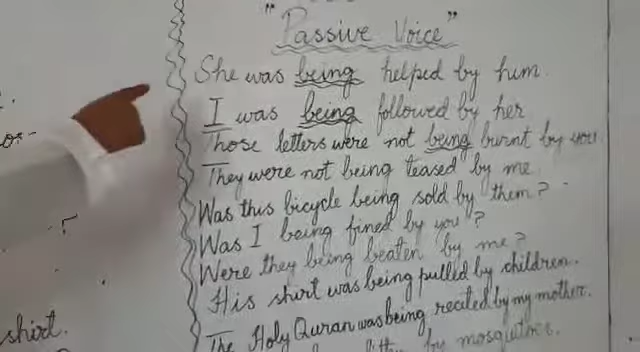 "Passive Voice"
She was being helped by him.
I was being followed by her
Those letters were not being burnt by you
They were not being teased by me
Was this bicycle being sold by them?
Was I being fined by you?
Were they being beaten by me?
His shirt was being pulled by children.
The Holy Quran was being recited by my mother.
by mosquitoes.
shirt.